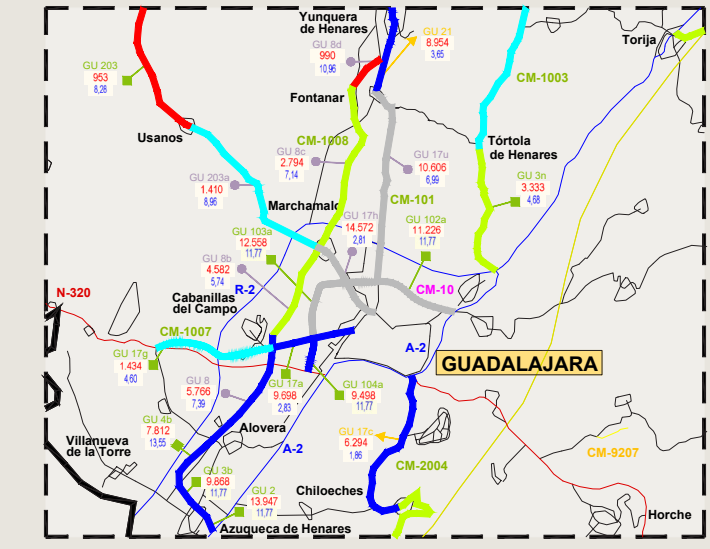 Yunquera
de Henares
GU 21
8.954
3,65
Torija
GU 8d
990
10,96
GU 203
953
8,28
CM-1003
Fontanar
Usanos
CM-1008
Tórtola
de Henares
GU 8c
2.794
7,14
GU 17u
10.606
6,99
GU 203a
1.410
8,96
GU 3n
3.333
4,68
Marchamalo
CM-101
GU 17h
14.572
2,81
GU 102a
11.226
11,77
GU 103a
12.558
11,77
GU 8b
4.582
5,74
R-2
CM-10
N-320
Cabanillas
del Campo
CM-1007
A-2
GUADALAJARA
GU 17g
1.434
4,60
GU 8
5.766
7,39
GU 17a
9.698
2,83
GU 104a
9.498
11,77
GU 4b
7.812
13,55
Alovera
GU 17c
6.294
1,86
Villanueva
de la Torre
A-2
CM-9207
CM-2004
GU 3b
9.668
11,77
GU 2
13.947
11,77
Chiloeches
Horche
Azuqueca de Henares